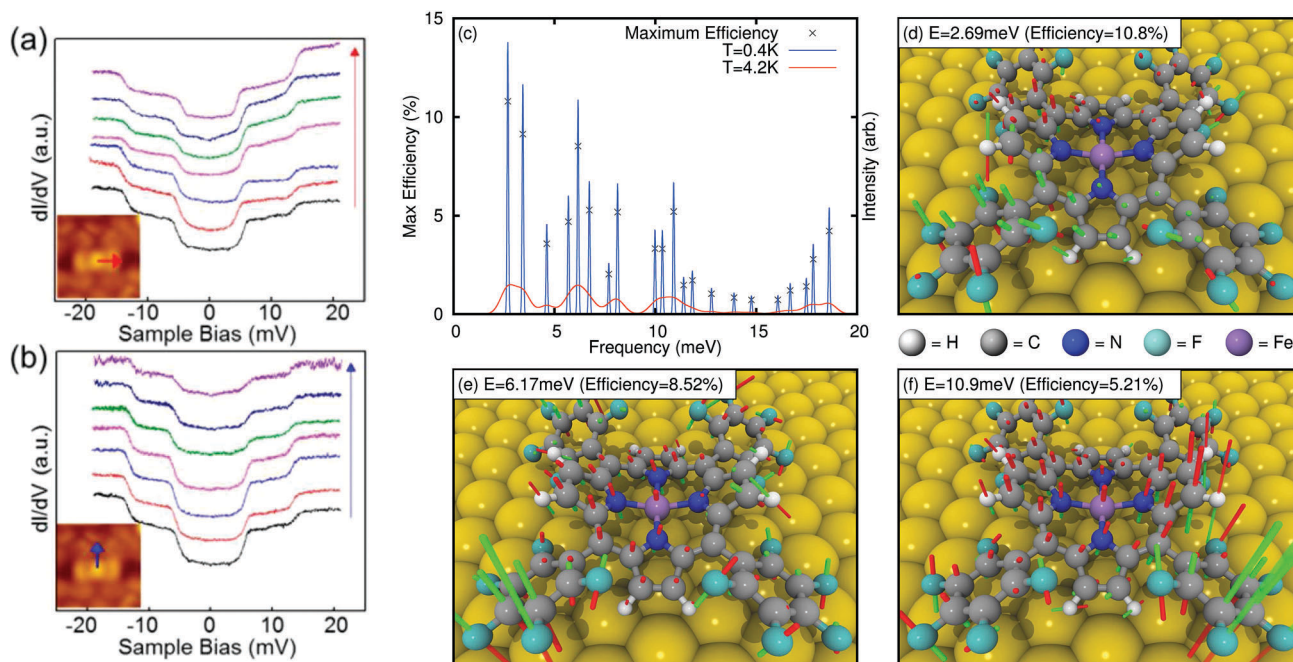 (a)
dI/dV (a.u.)
-20 -10 0 10 20
Sample Bias (mV)
(b)
dI/dV (a.u.)
-20 -10 0 10 20
Sample Bias (mV)
(c)
Maximum Efficiency
T=0.4K
T=4.2K
Max Efficiency (%)
15
10
5
0
0 5 10 15 20
Frequency (meV)
Intensity (arb.)
(d) E=2.69meV (Efficiency=10.8%)
= H = C = N = F = Fe
(e) E=6.17meV (Efficiency=8.52%)
(f) E=10.9meV (Efficiency=5.21%)